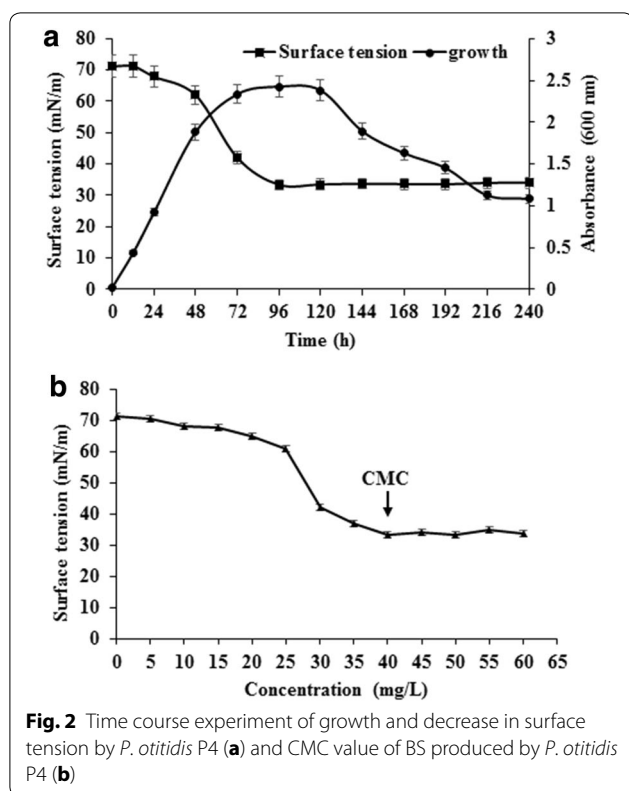 a
Surface tension growth
80
70
60
50
40
30
20
10
0
Surface tension (mN/m)
3
2.5
2
1.5
1
0.5
0
Absorbance (600 nm)
0 24 48 72 96 120 144 168 192 216 240
Time (h)
b
80
70
60
50
40
30
20
10
0
Surface tension (mN/m)
CMC
0 5 10 15 20 25 30 35 40 45 50 55 60 65
Concentration (mg/L)
Fig. 2 Time course experiment of growth and decrease in surface
tension by P. otitidis P4 (a) and CMC value of BS produced by P. otitidis
P4 (b)